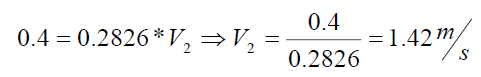 0.4 = 0.2826 * V₂ ⇒ V₂ = 0.4 / 0.2826 = 1.42 m/s